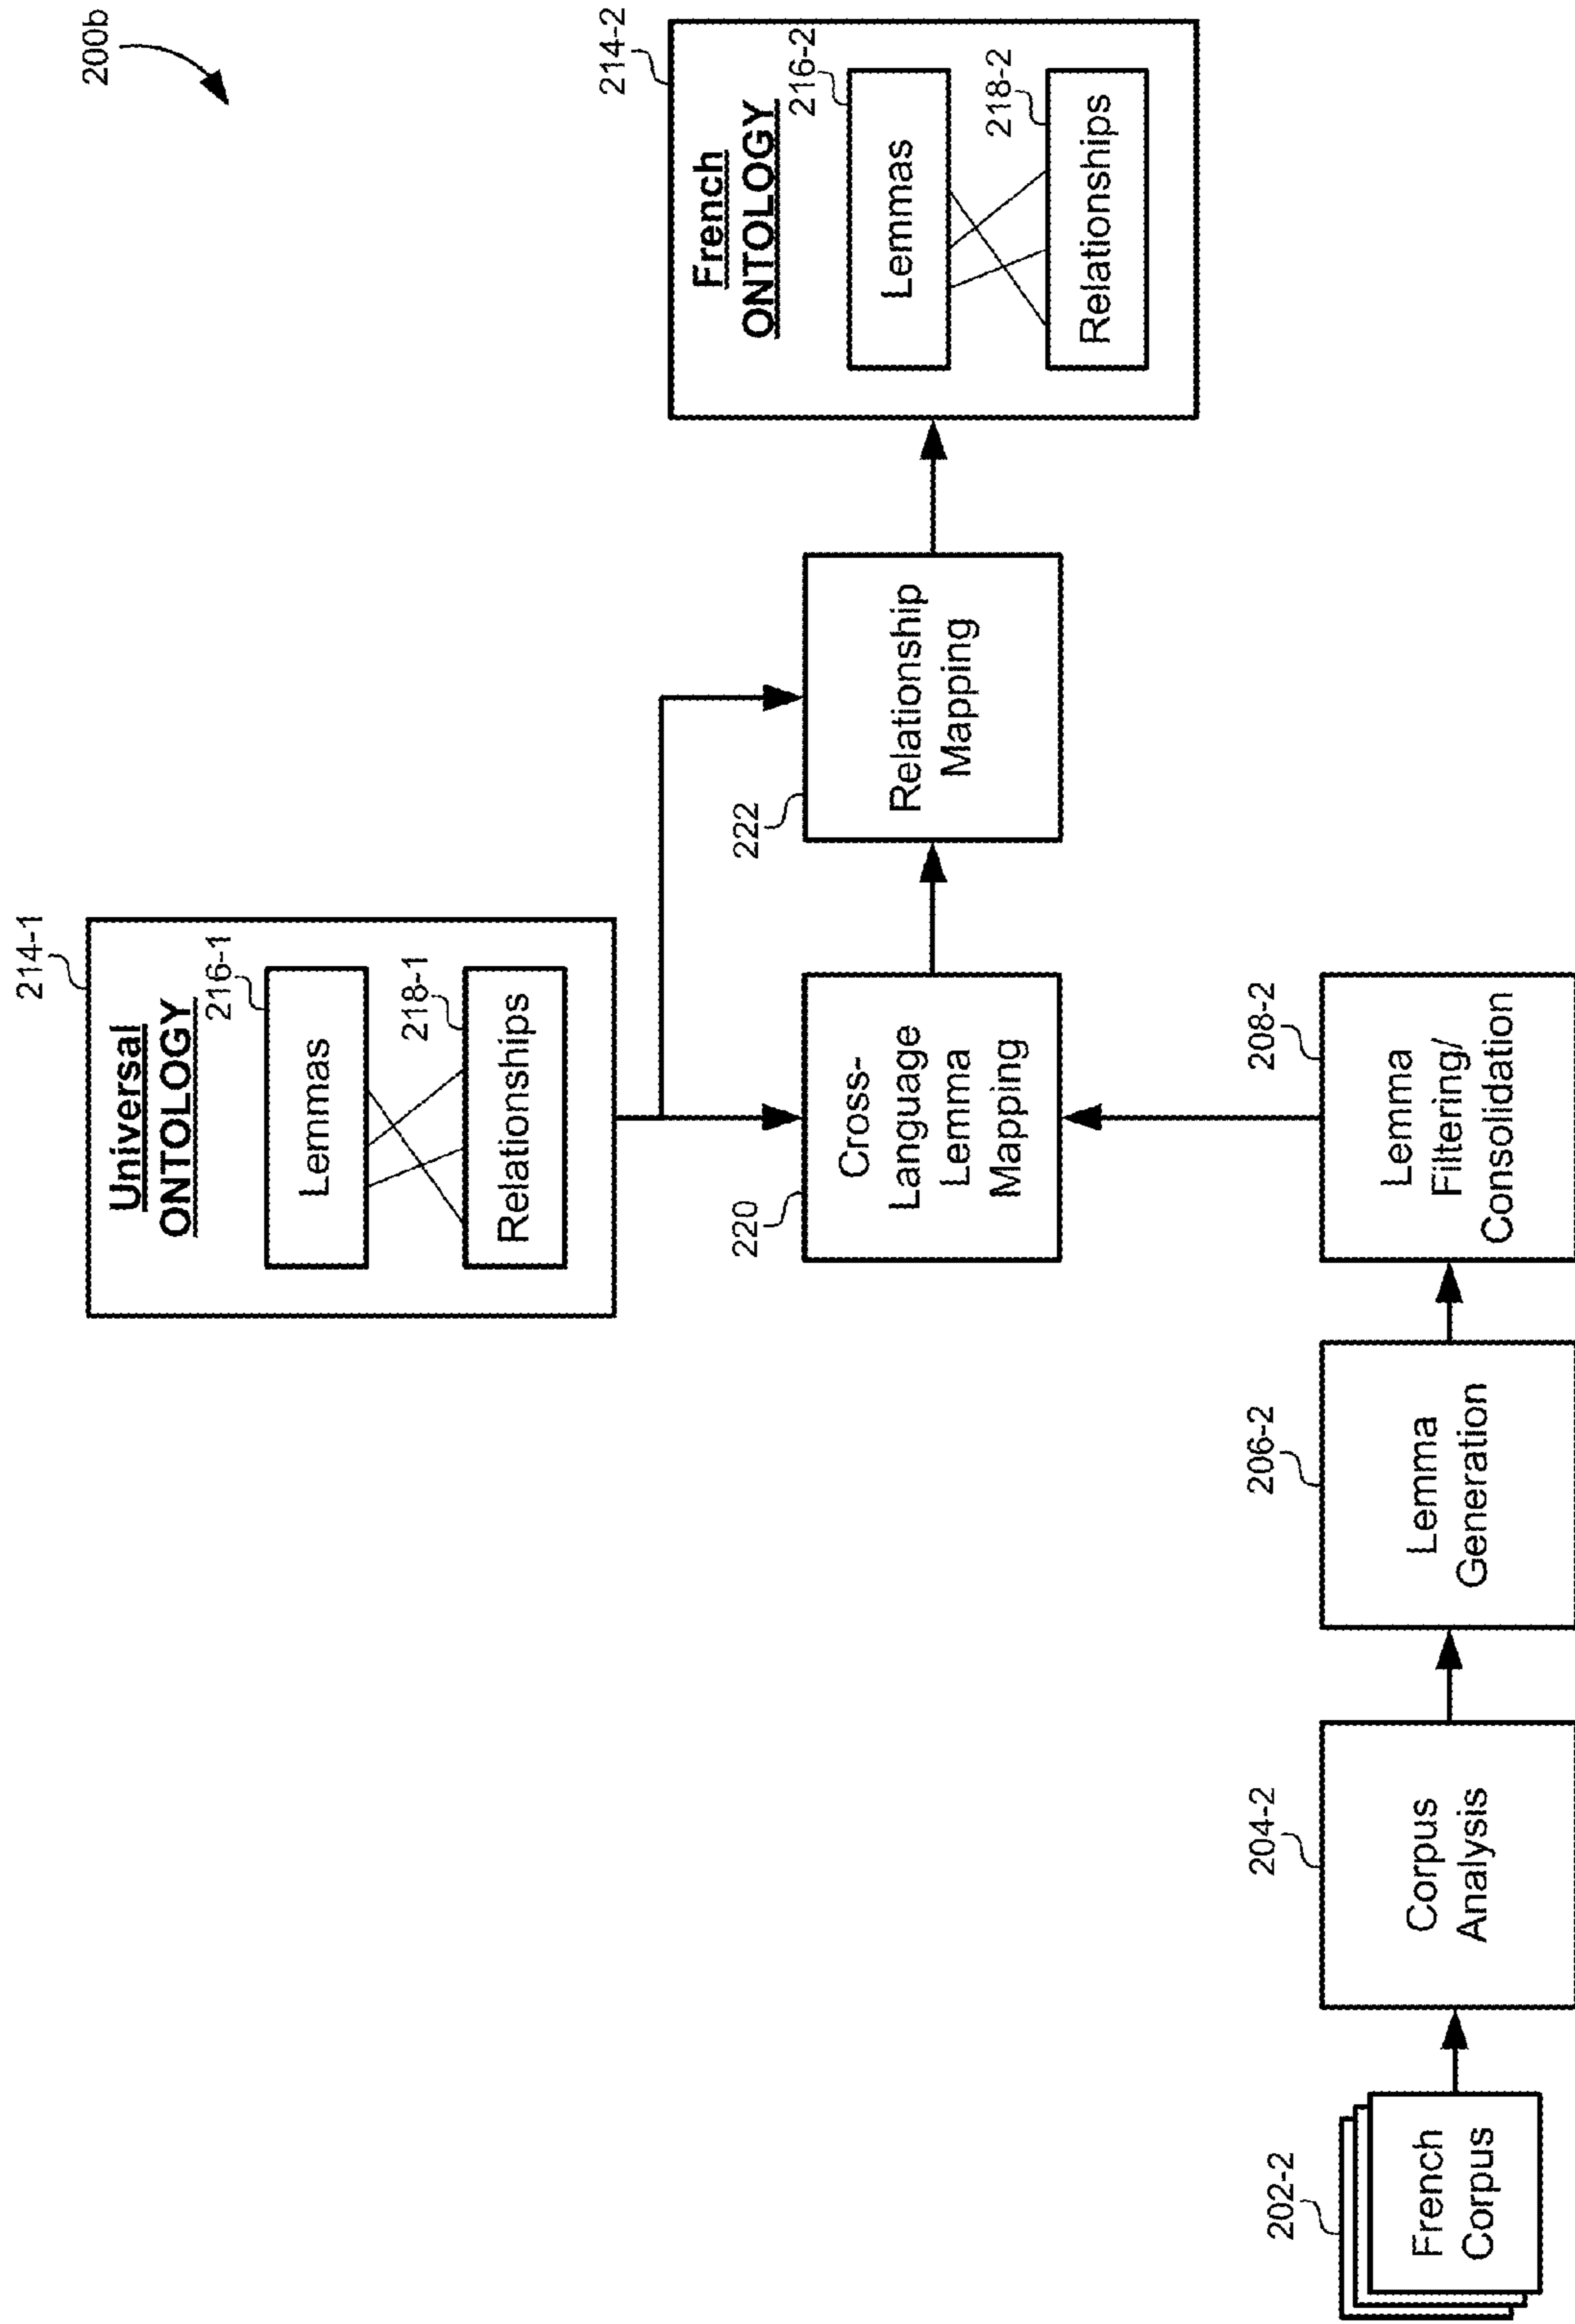 200b
214-1
Universal
ONTOLOGY
216-1
Lemmas
218-1
Relationships
214-2
French
ONTOLOGY
216-2
Lemmas
218-2
Relationships
220
Cross-
Language
Lemma
Mapping
222
Relationship
Mapping
202-2
French
Corpus
204-2
Corpus
Analysis
206-2
Lemma
Generation
208-2
Lemma
Filtering/
Consolidation